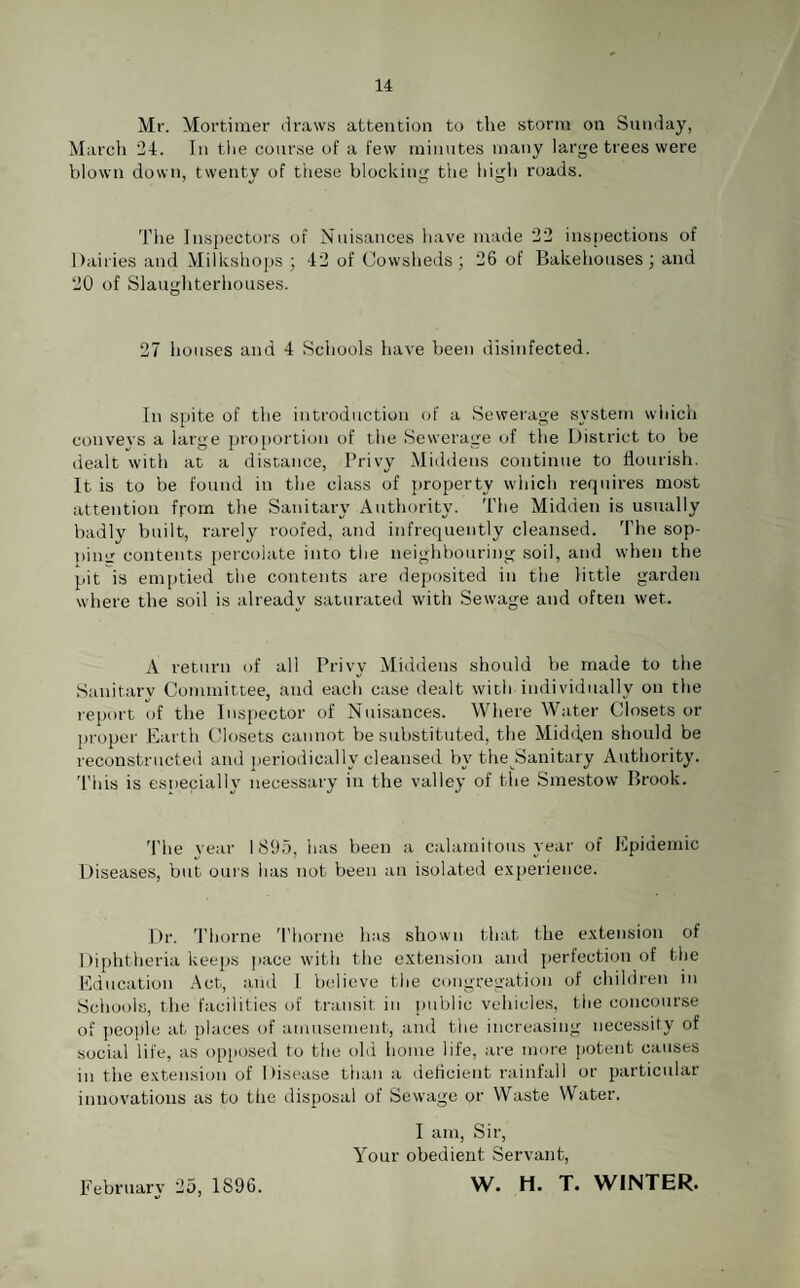 14
Mr. Mortimer draws attention to the storm on Sunday,
March 24. In the course of a few minutes many large trees were
blown down, twenty of these blocking the high roads.
The Inspectors of Nuisances have made 22 inspections of
Dairies and Milkshops ; 42 of Cowsheds ; 26 of Bakehouses ; and
20 of Slaughterhouses.
27 houses and 4 Schools have been disinfected.
In spite of the introduction of a Sewerage system which
conveys a large proportion of the Sewerage of the District to be
dealt with at a distance, Privy Middens continue to flourish.
It is to be found in the class of property which requires most
attention from the Sanitary Authority. The Midden is usually
badly built, rarely roofed, and infrequently cleansed. The sop-
ping contents percolate into the neighbouring soil, and when the
pit is emptied the contents are deposited in the little garden
where the soil is already saturated with Sewage and often wet.
A return of all Privy Middens should be made to the
Sanitary Committee, and each case dealt with individually on the
report of the Inspector of Nuisances. Where Water Closets or
proper Earth Closets cannot be substituted, the Midden should be
reconstructed and periodically cleansed by the Sanitary Authority.
This is especially necessary in the valley of the Smestow Brook.
The year 1895, has been a calamitous year of Epidemic
Diseases, but ours has not been an isolated experience.
Dr. Thorne Thorne has shown that the extension of
Diphtheria keeps pace with the extension and perfection of the
Education Act, and I believe the congregation of children in
Schools, the facilities of transit in public vehicles, the concourse
of people at places of amusement, and the increasing necessity of
social life, as opposed to the old home life, are more potent causes
in the extension of Disease than a deficient rainfall or particular
innovations as to the disposal of Sewage or Waste Water.
I am, Sir,
Your obedient Servant,
February 25, 1896. W. H. T. WINTER.